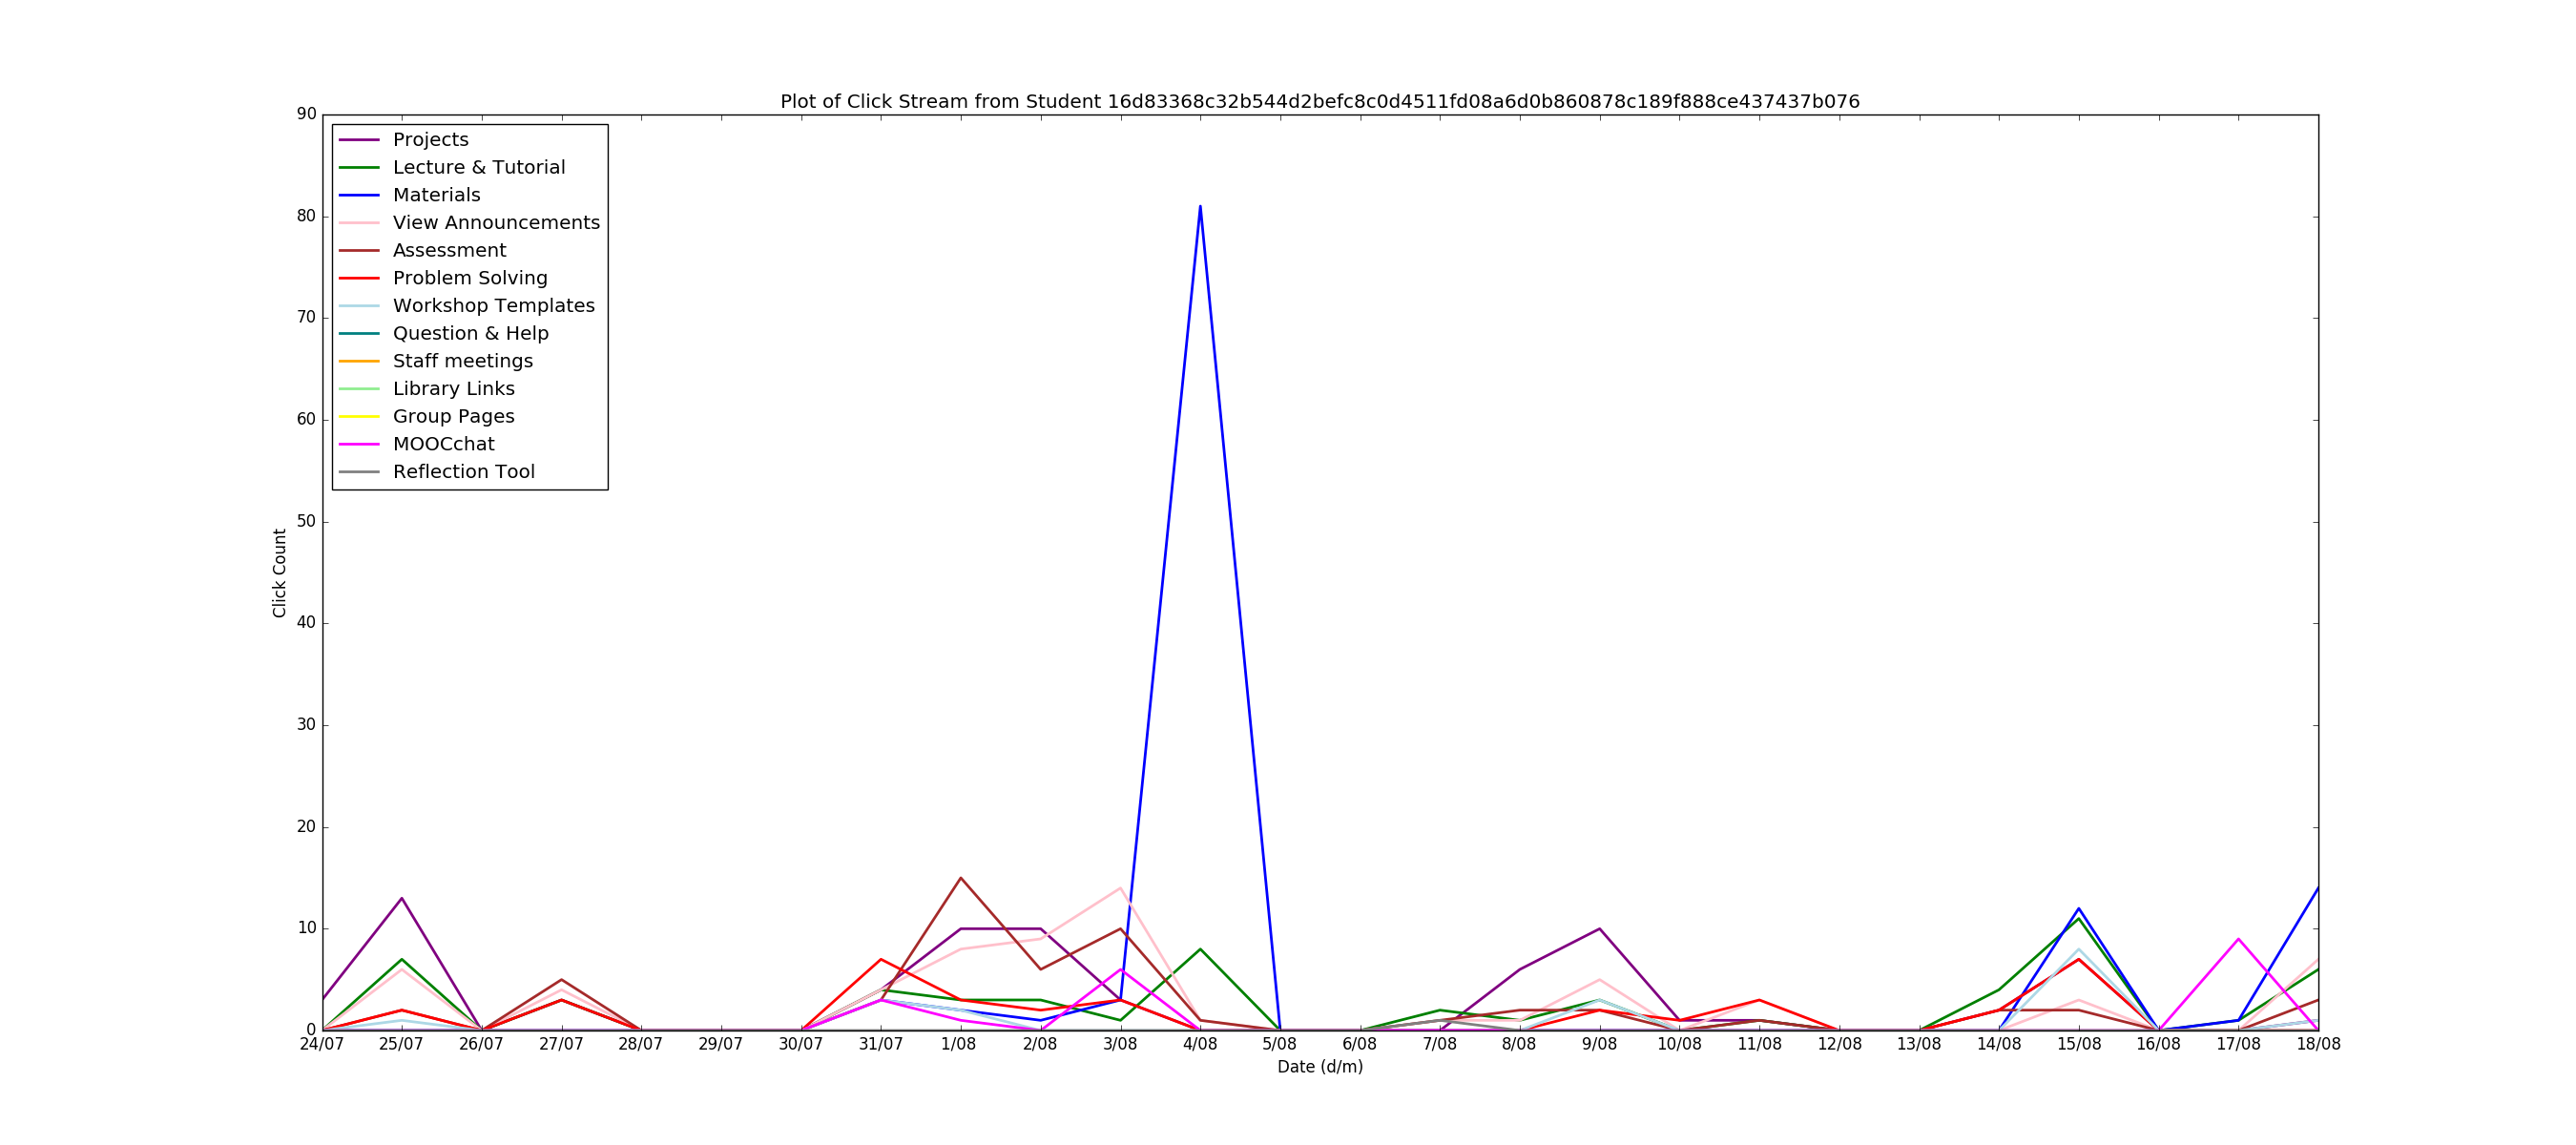 Plot of Click Stream from Student 16d83368c32b544d2befc8c0d4511fd08a6d0b860878c189f888ce437437b076
90
80
70
60
50
40
30
20
10
0
Click Count
Projects
Lecture & Tutorial
Materials
View Announcements
Assessment
Problem Solving
Workshop Templates
Question & Help
Staff meetings
Library Links
Group Pages
MOOCchat
Reflection Tool
24/07 25/07 26/07 27/07 28/07 29/07 30/07 31/07 1/08 2/08 3/08 4/08 5/08 6/08 7/08 8/08 9/08 10/08 11/08 12/08 13/08 14/08 15/08 16/08 17/08 18/08
Date (d/m)